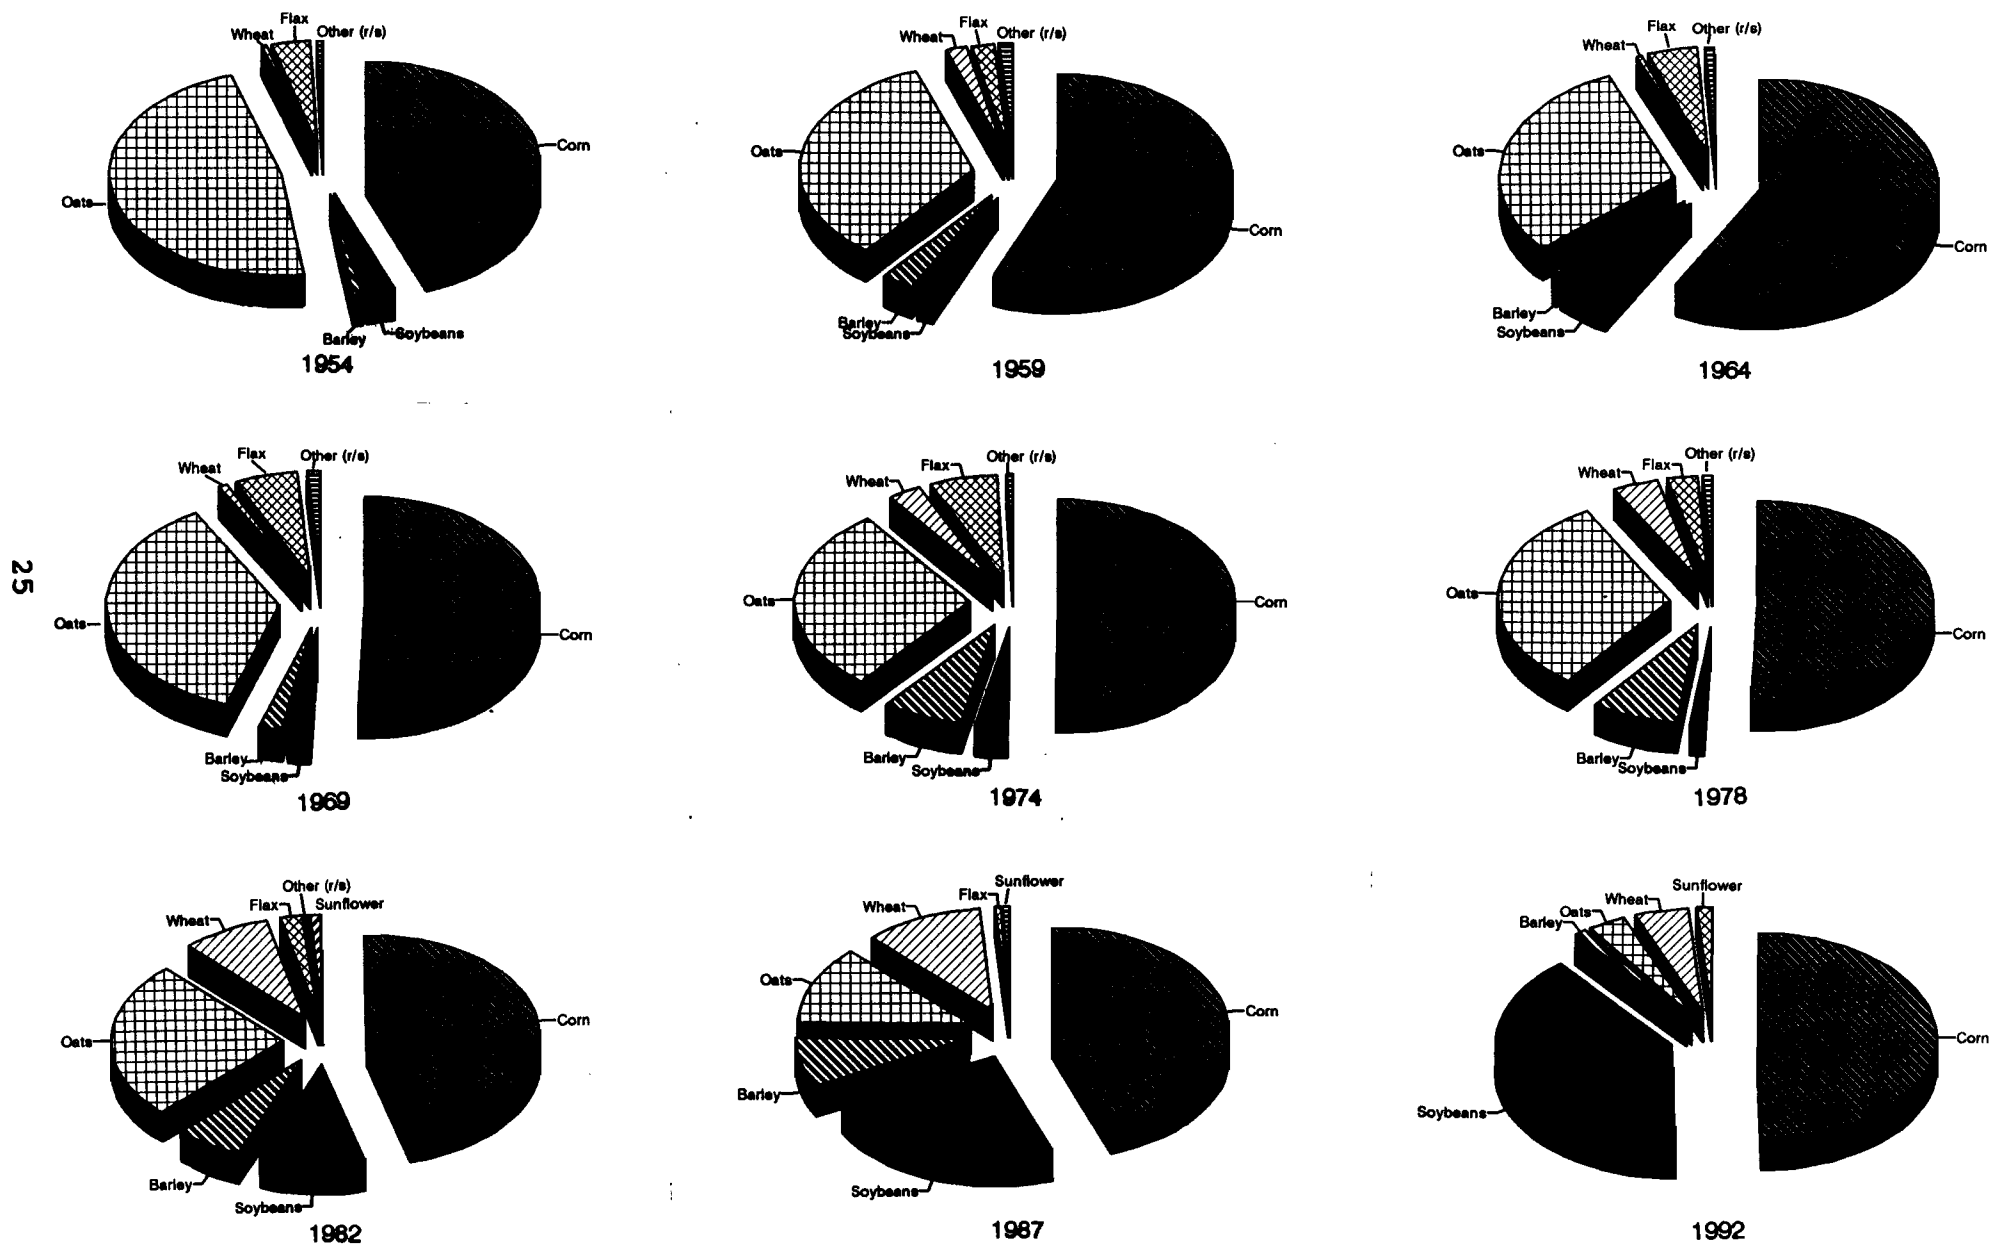 Flax
Wheat
Other (r/s)
Corn
Oats
Barley
Soybeans
1954
Flax
Wheat
Other (r/s)
Oats
Corn
Barley
Soybeans
1959
Flax
Other (r/s)
Wheat
Oats
Corn
Barley
Soybeans
1964
25
Flax
Other (r/s)
Wheat
Oats
Corn
Barley
Soybeans
1969
Other (r/s)
Flax
Wheat
Oats
Corn
Barley
Soybeans
1974
Other (r/s)
Flax
Wheat
Oats
Corn
Barley
Soybeans
1978
Other (r/s)
Flax
Sunflower
Wheat
Corn
Oats
Barley
Soybeans
1982
Sunflower
Flax
Wheat
Oats
Corn
Barley
Soybeans
1987
Sunflower
Wheat
Oats
Barley
Corn
Soybeans
1992